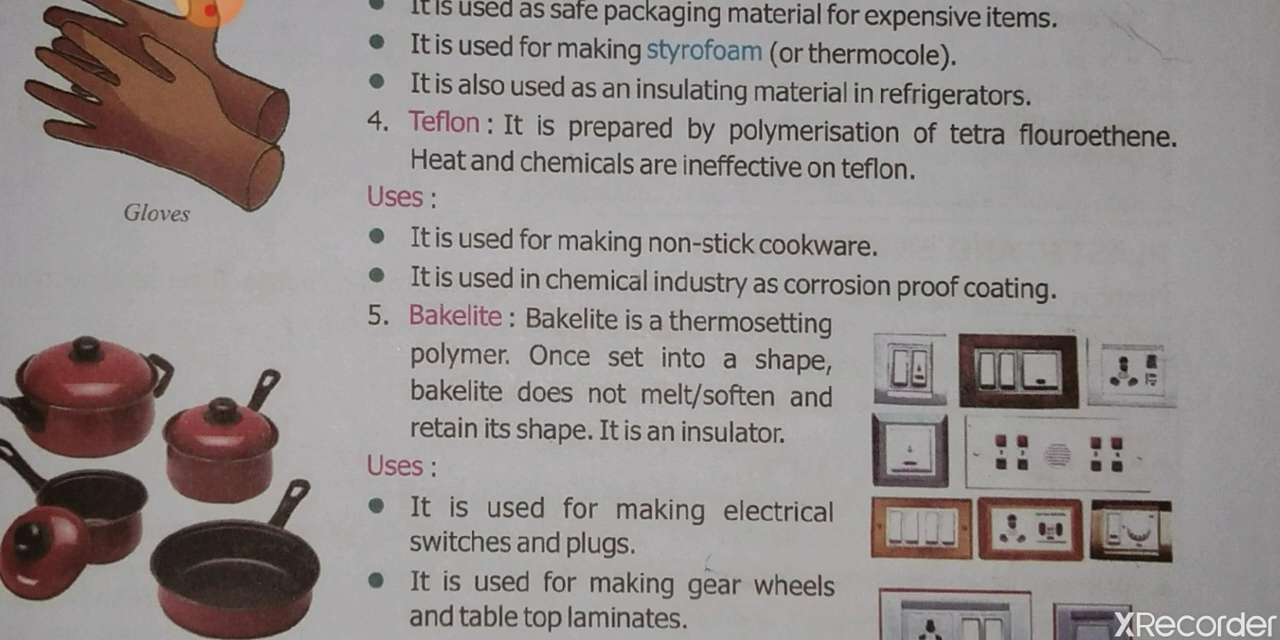 It is used as safe packaging material for expensive items.
It is used for making styrofoam (or thermocole).
It is also used as an insulating material in refrigerators.
4. Teflon : It is prepared by polymerisation of tetra flouroethene.
Heat and chemicals are ineffective on teflon.
Gloves
Uses :
It is used for making non-stick cookware.
It is used in chemical industry as corrosion proof coating.
5. Bakelite : Bakelite is a thermosetting
polymer. Once set into a shape,
bakelite does not melt/soften and
retain its shape. It is an insulator.
Uses :
It is used for making electrical
switches and plugs.
It is used for making gear wheels
and table top laminates.
XRecorder